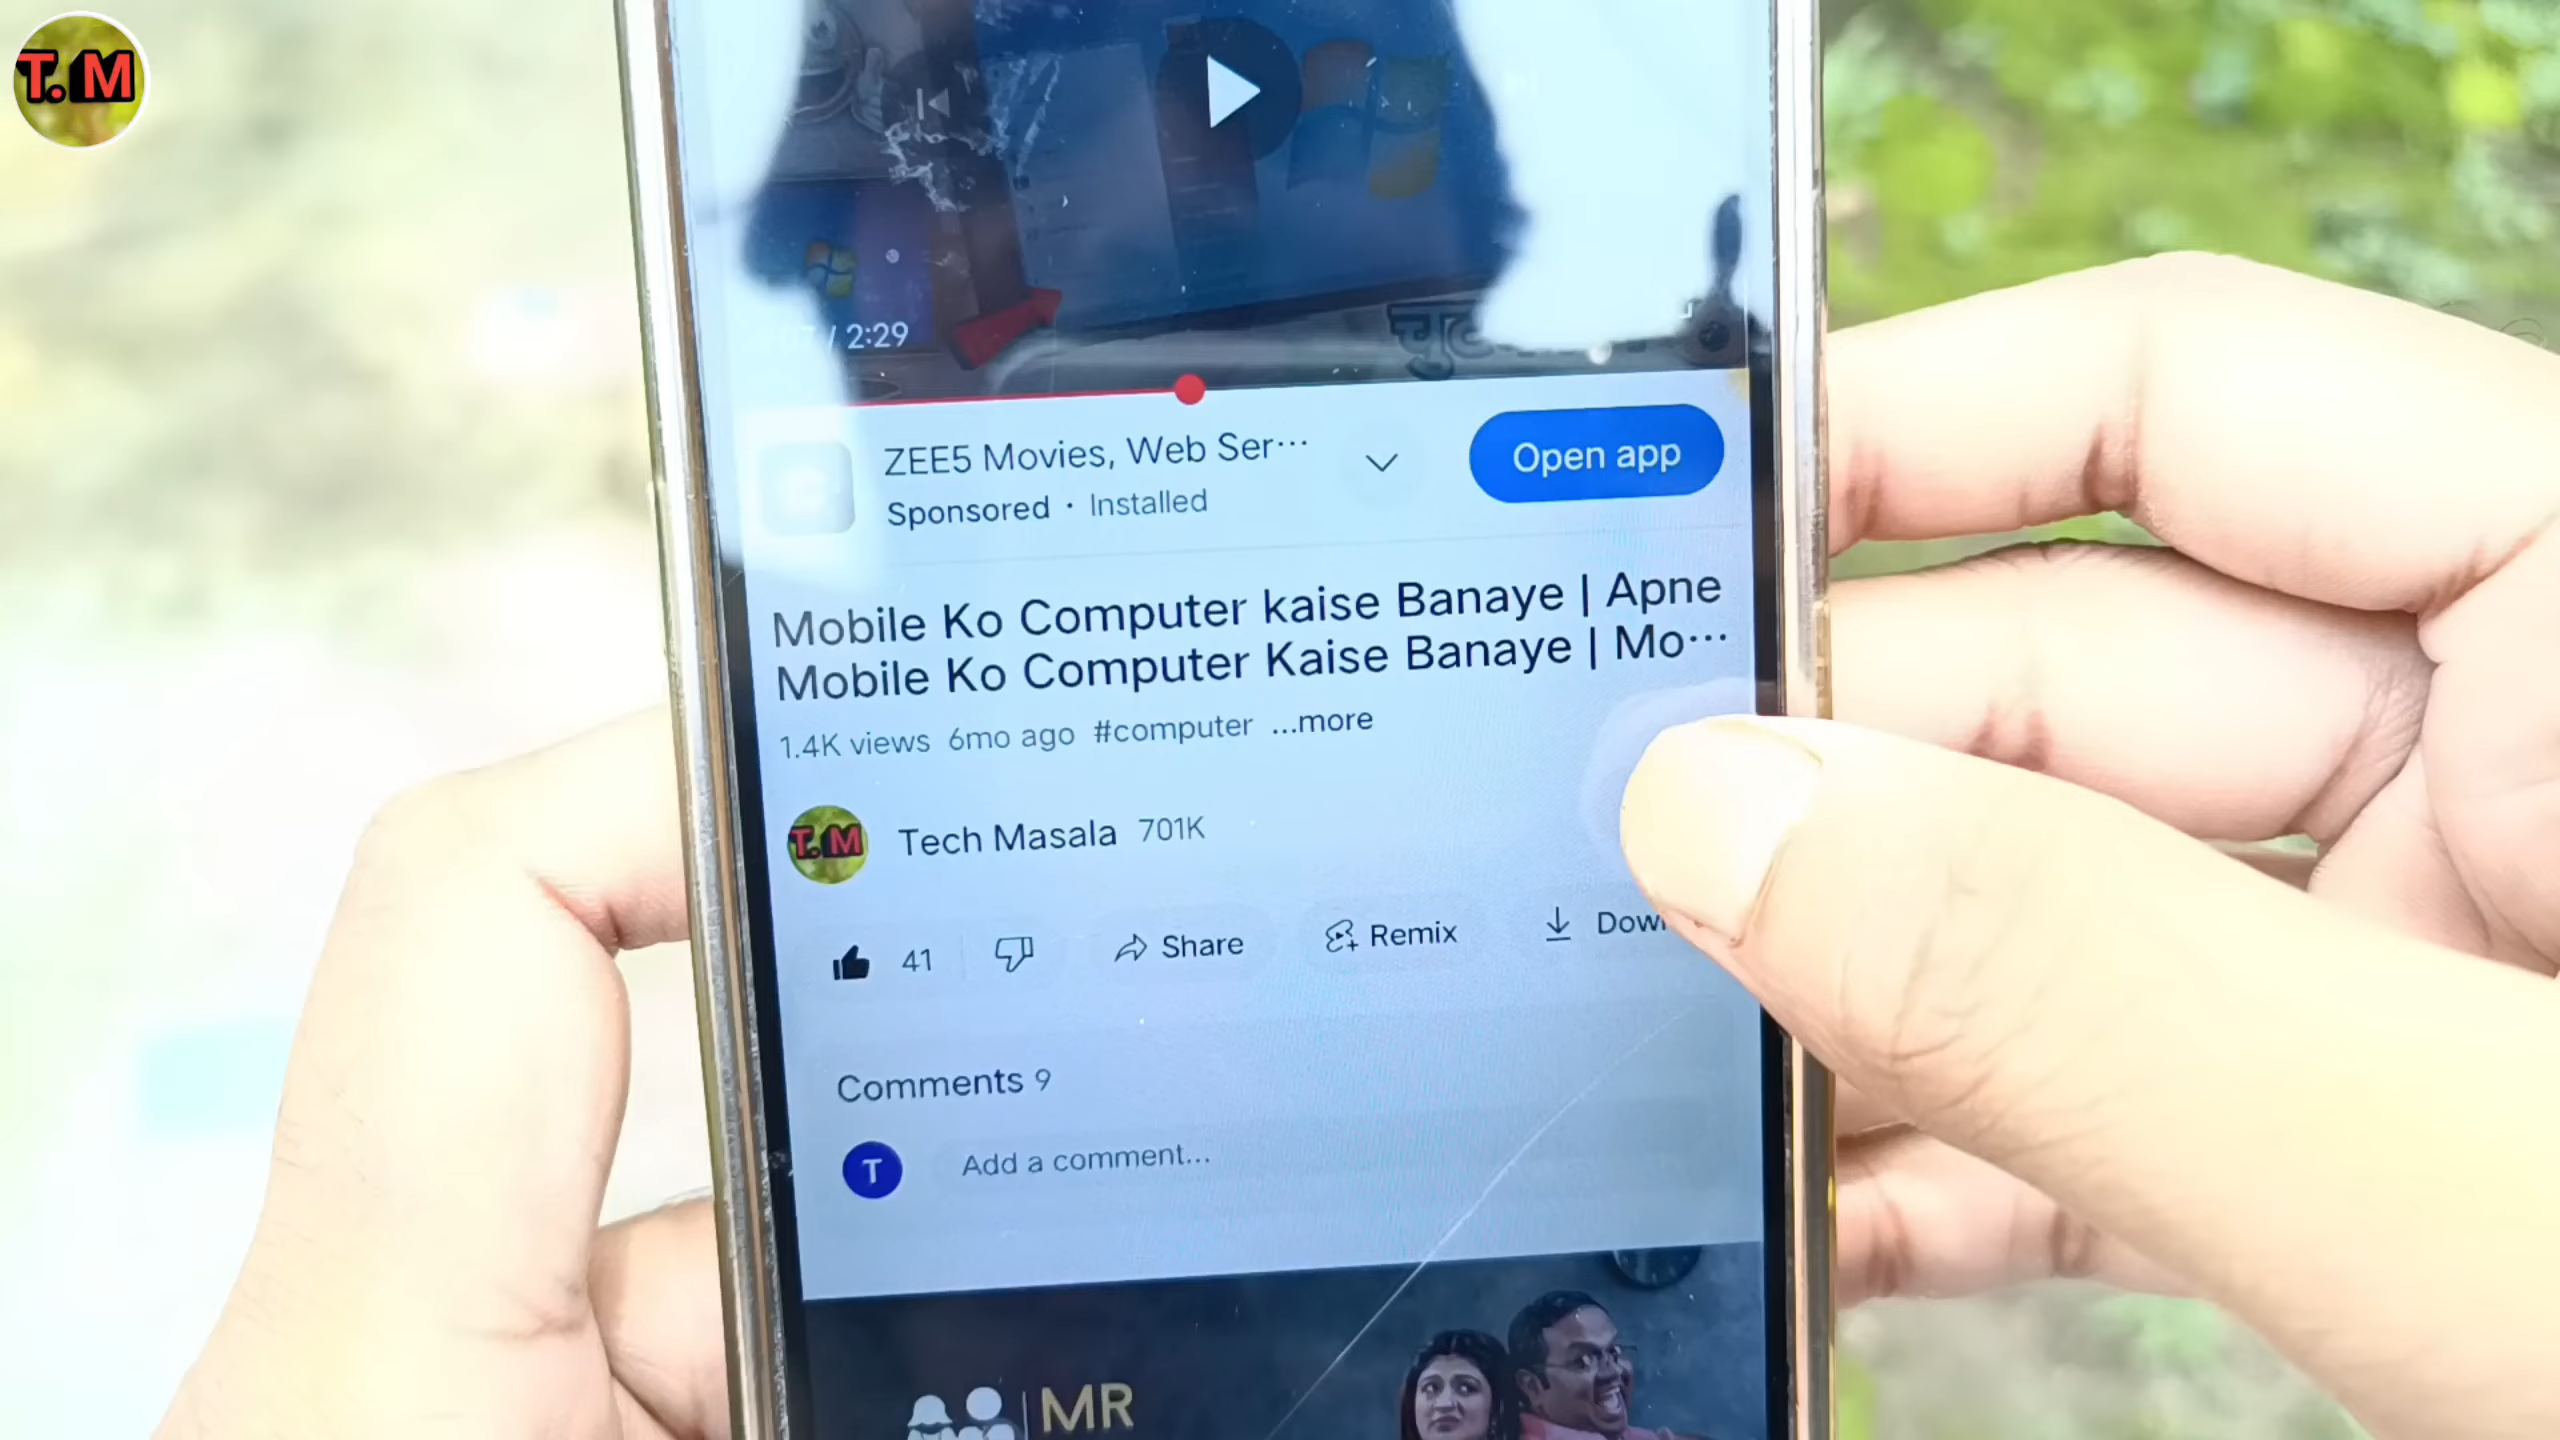 T. M
/ 2:29
ZEE5 Movies, Web Ser...
Sponsored · Installed
Open app
Mobile Ko Computer kaise Banaye | Apne
Mobile Ko Computer Kaise Banaye | Mo...
1.4K views 6mo ago #computer ...more
T. M
Tech Masala 701K
41
Share
Remix
Comments 9
T
Add a comment...
MR